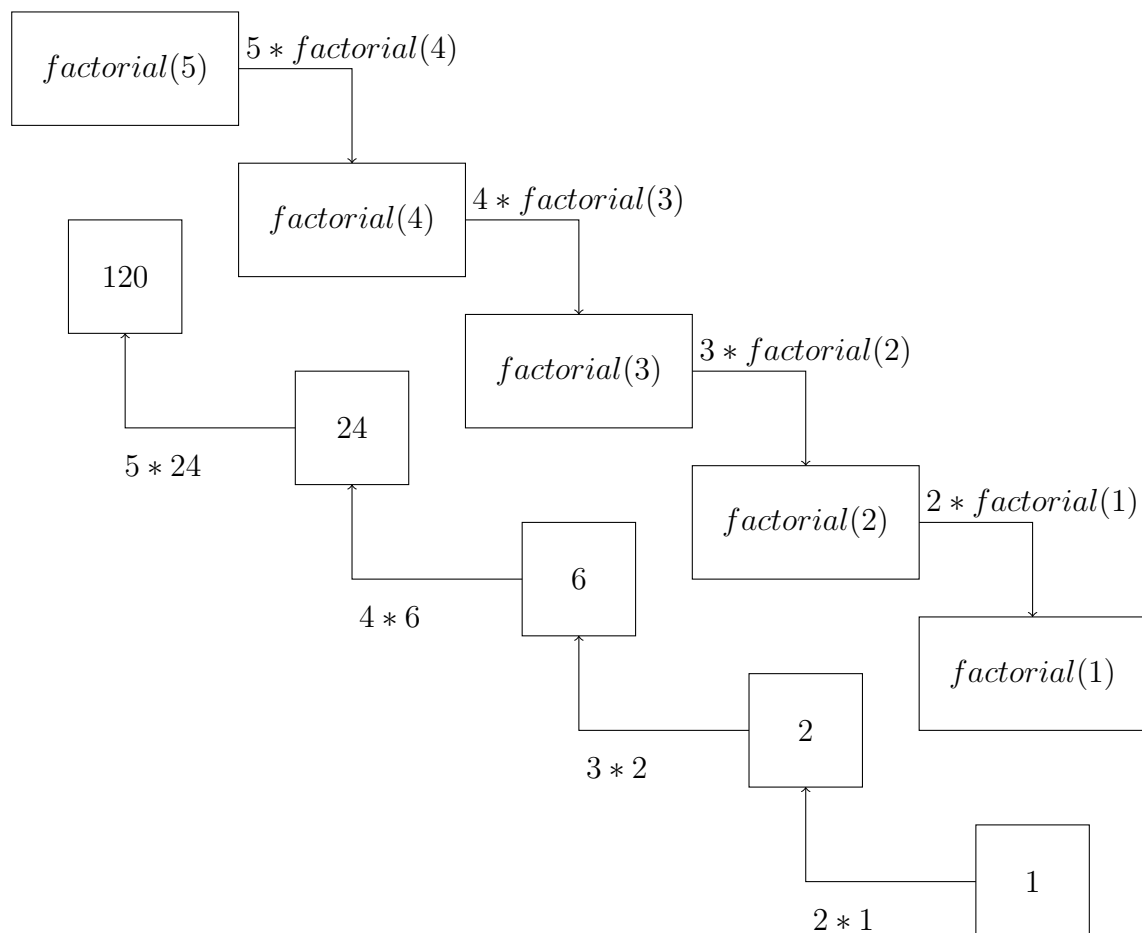 factorial(5)
5 * factorial(4)
factorial(4)
4 * factorial(3)
120
factorial(3)
3 * factorial(2)
24
5 * 24
factorial(2)
2 * factorial(1)
6
4 * 6
factorial(1)
2
3 * 2
1
2 * 1